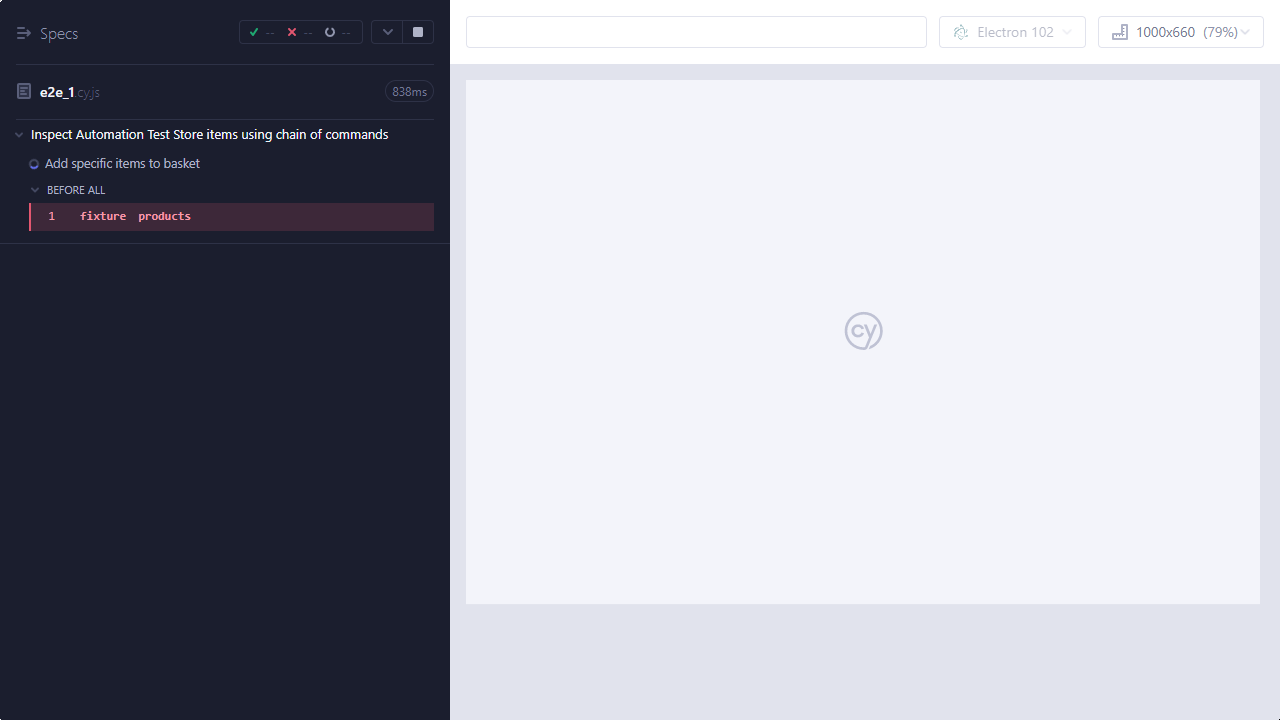 Specs
--
--
--
e2e_1.cy.js
838ms
Inspect Automation Test Store items using chain of commands
Add specific items to basket
BEFORE ALL
1 fixture products
Electron 102
1000x660 (79%)
cy